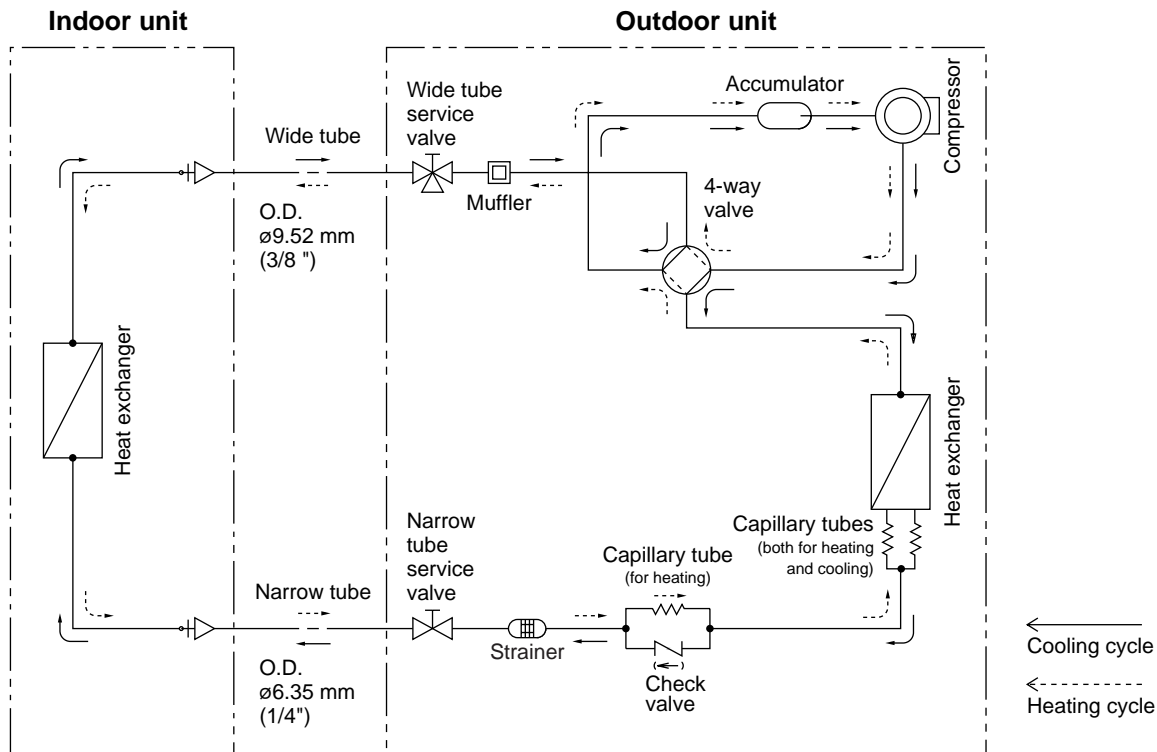 Indoor unit
Outdoor unit
Wide tube
service
valve
Accumulator
Compressor
Wide tube
Muffler
4-way
valve
O.D.
ø9.52 mm
(3/8 ")
Heat exchanger
Heat exchanger
Narrow
tube
service
valve
Capillary tube
(for heating)
Capillary tubes
(both for heating
and cooling)
Narrow tube
Strainer
O.D.
ø6.35 mm
(1/4")
Check
valve
Cooling cycle
Heating cycle